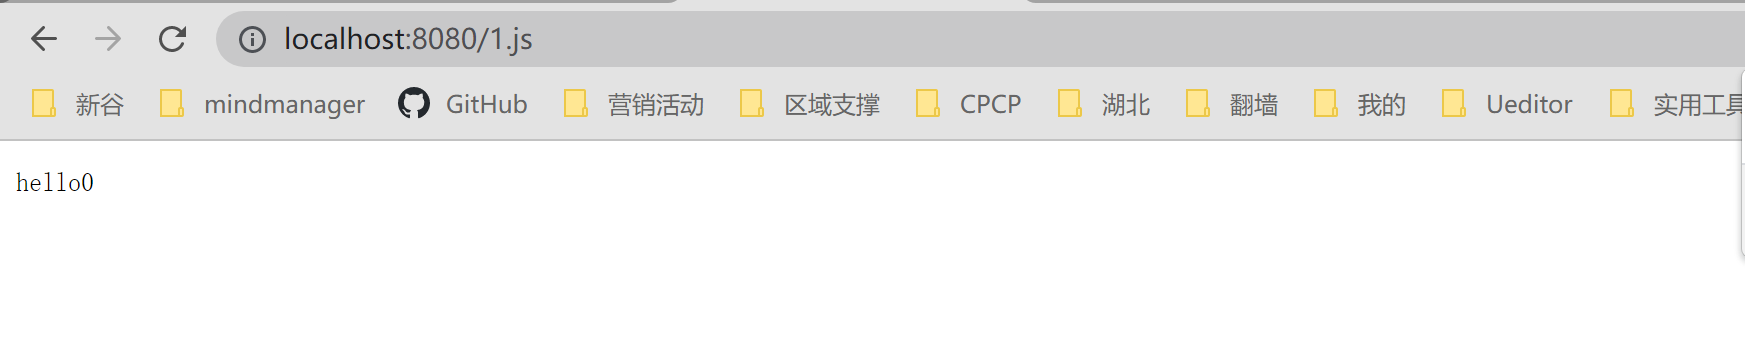 localhost:8080/1.js
新谷 mindmanager GitHub 营销活动 区域支撑 CPCP 湖北 翻墙 我的 Ueditor 实用工具
hello0